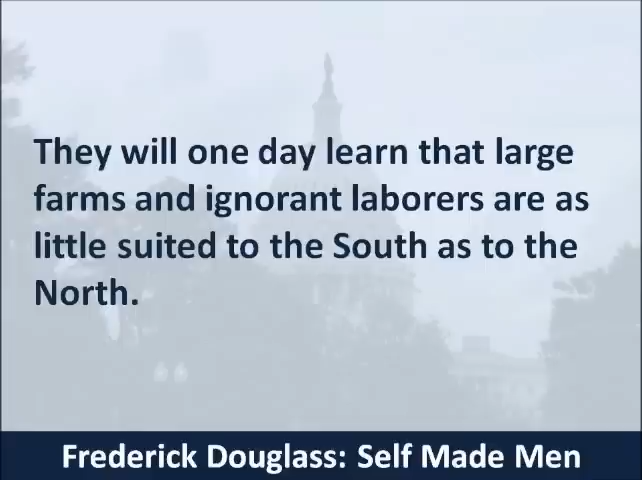 They will one day learn that large
farms and ignorant laborers are as
little suited to the South as to the
North.
Frederick Douglass: Self Made Men